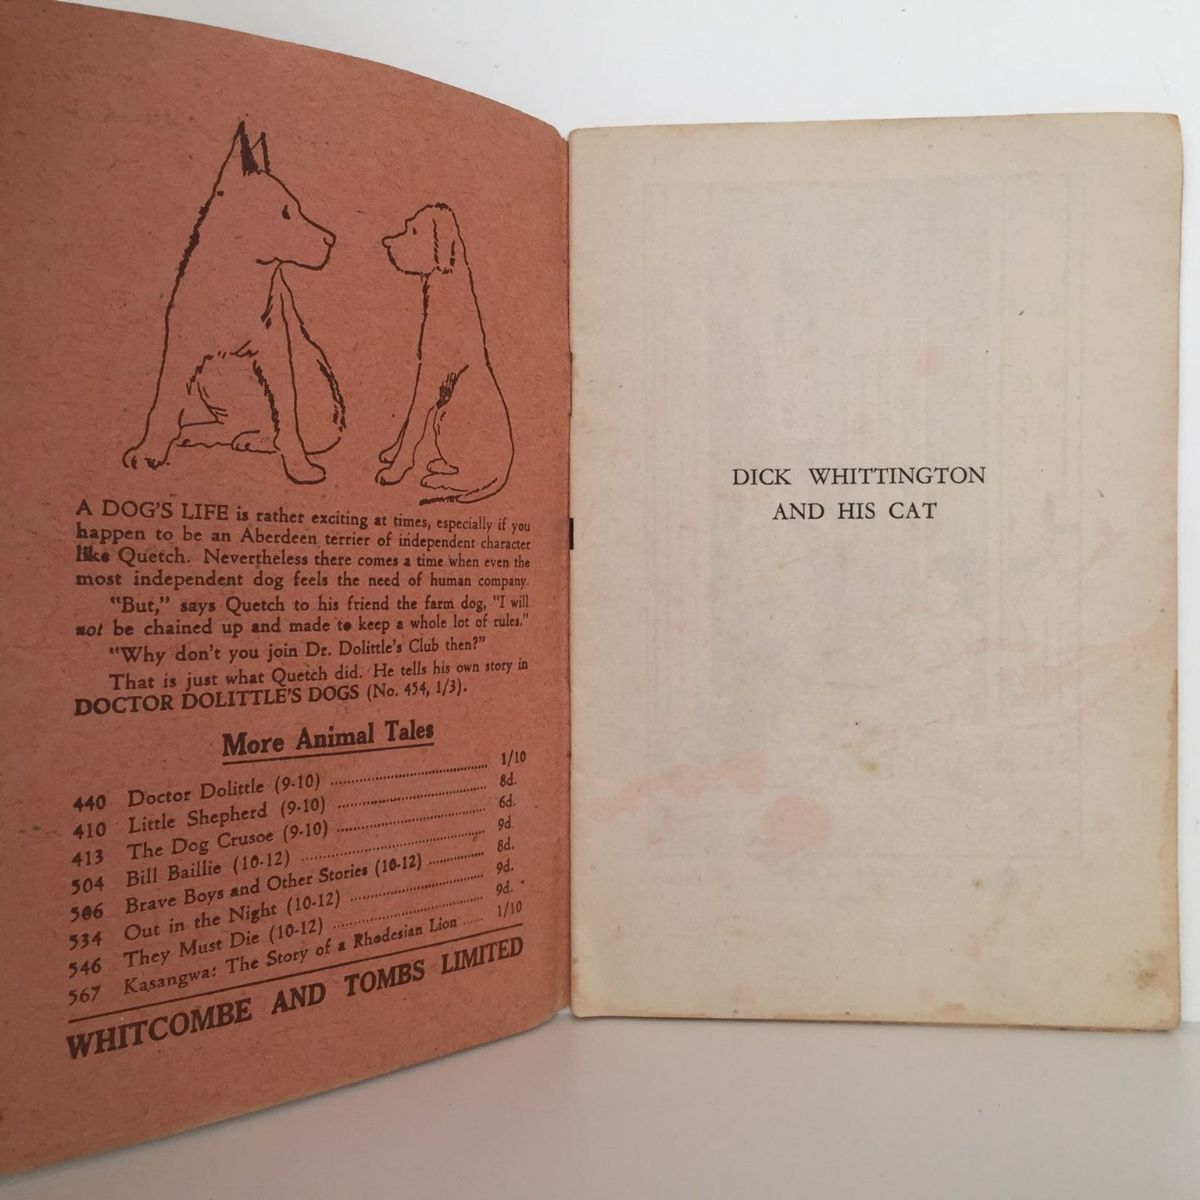 A DOG'S LIFE is rather exciting at times, especially if you
happen to be an Aberdeen terrier of independent character
like Quetch. Nevertheless there comes a time when even the
most independent dog feels the need of human company.
"But," says Quetch to his friend the farm dog, "I will
not be chained up and made to keep a whole lot of rules."
"Why don't you join Dr. Dolittle's Club then?"
That is just what Quetch did. He tells his own story in
DOCTOR DOLITTLE'S DOGS (No. 454, 1/3).
More Animal Tales
440 Doctor Dolittle (9-10) ........ 1/10
410 Little Shepherd (9-10) ........ 8d.
413 The Dog Crusoe (9-10) ........ 6d.
504 Bill Baillie (10-12) ........ 9d.
506 Brave Boys and Other Stories (10-12) ........ 8d.
534 Out in the Night (10-12) ........ 9d.
546 They Must Die (10-12) ........ 9d.
567 Kasangwa: The Story of a Rhodesian Lion ..... 1/10
WHITCOMBE AND TOMBS LIMITED
DICK WHITTINGTON
AND HIS CAT